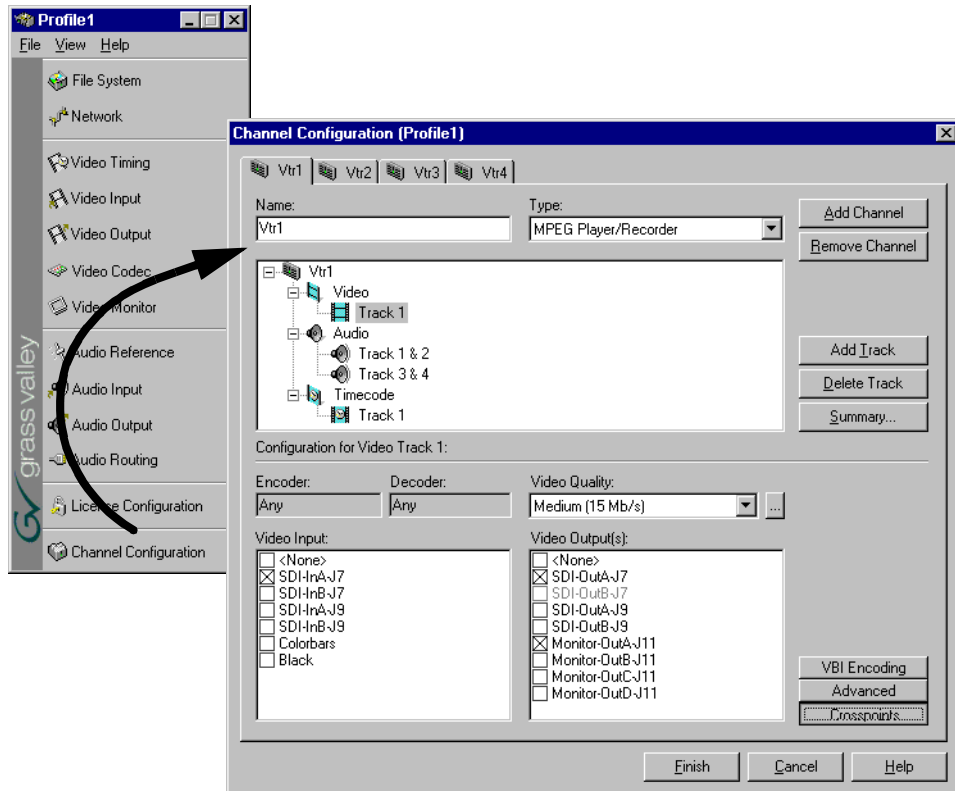 Profile1
File View Help
File System
Network
Video Timing
Video Input
Video Output
Video Codec
Video Monitor
Audio Reference
Audio Input
Audio Output
Audio Routing
License Configuration
Channel Configuration
grass valley
Channel Configuration (Profile1)
Vtr1 Vtr2 Vtr3 Vtr4
Name: Type:
Vtr1 MPEG Player/Recorder
Add Channel
Remove Channel
Vtr1
Video
Track 1
Audio
Track 1 & 2
Track 3 & 4
Timecode
Track 1
Add Track
Delete Track
Summary...
Configuration for Video Track 1:
Encoder: Decoder: Video Quality:
Any Any Medium (15 Mb/s) ...
Video Input:
<None>
SDI-InA-J7
SDI-InB-J7
SDI-InA-J9
SDI-InB-J9
Colorbars
Black
Video Output(s):
<None>
SDI-OutA-J7
SDI-OutB-J7
SDI-OutA-J9
SDI-OutB-J9
Monitor-OutA-J11
Monitor-OutB-J11
Monitor-OutC-J11
Monitor-OutD-J11
VBI Encoding
Advanced
Crosspoints
Finish Cancel Help